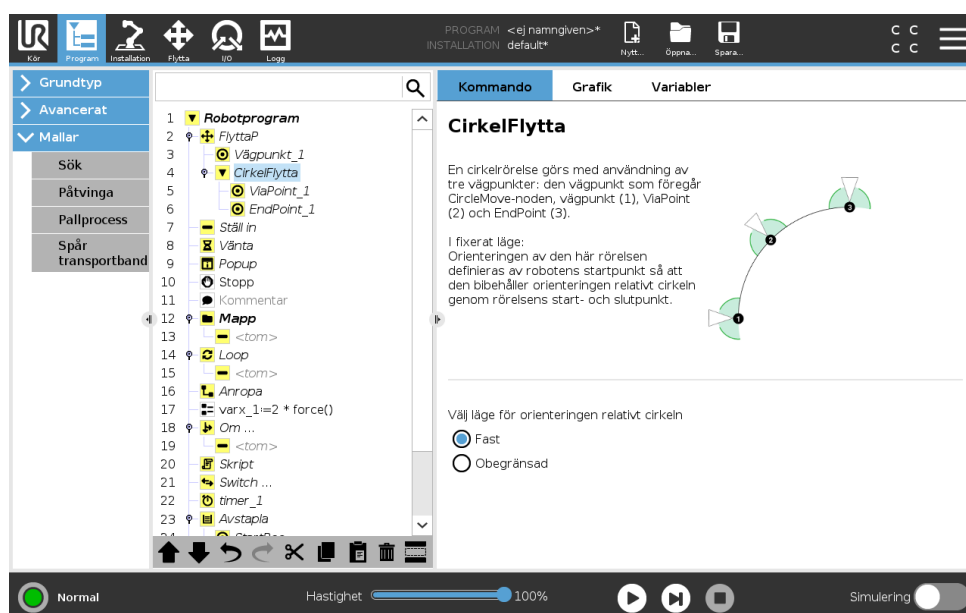 PROGRAM <ej namngiven>*
INSTALLATION default*
UR
Kör
Program
Installation
Flytta
I/O
Logg
Nytt...
Öppna...
Spara...
C C
C C
Grundtyp
Avancerat
Mallar
Sök
Påtvinga
Pallprocess
Spår
transportband
1 Robotprogram
2 FlyttaP
3 Vägpunkt_1
4 CirkelFlytta
5 ViaPoint_1
6 EndPoint_1
7 Ställ in
8 Vänta
9 Popup
10 Stopp
11 Kommentar
12 Mapp
13 <tom>
14 Loop
15 <tom>
16 Anropa
17 varx_1:=2 * force()
18 Om ...
19 <tom>
20 Skript
21 Switch ...
22 timer_1
23 Avstapla
Kommando
Grafik
Variabler
CirkelFlytta
En cirkelrörelse görs med användning av
tre vägpunkter: den vägpunkt som föregår
CircleMove-noden, vägpunkt (1), ViaPoint
(2) och EndPoint (3).
I fixerat läge:
Orienteringen av den här rörelsen
definieras av robotens startpunkt så att
den bibehåller orienteringen relativt cirkeln
genom rörelsens start- och slutpunkt.
3
2
1
Välj läge för orienteringen relativt cirkeln
Fast
Obegränsad
Normal
Hastighet
100%
Simulering